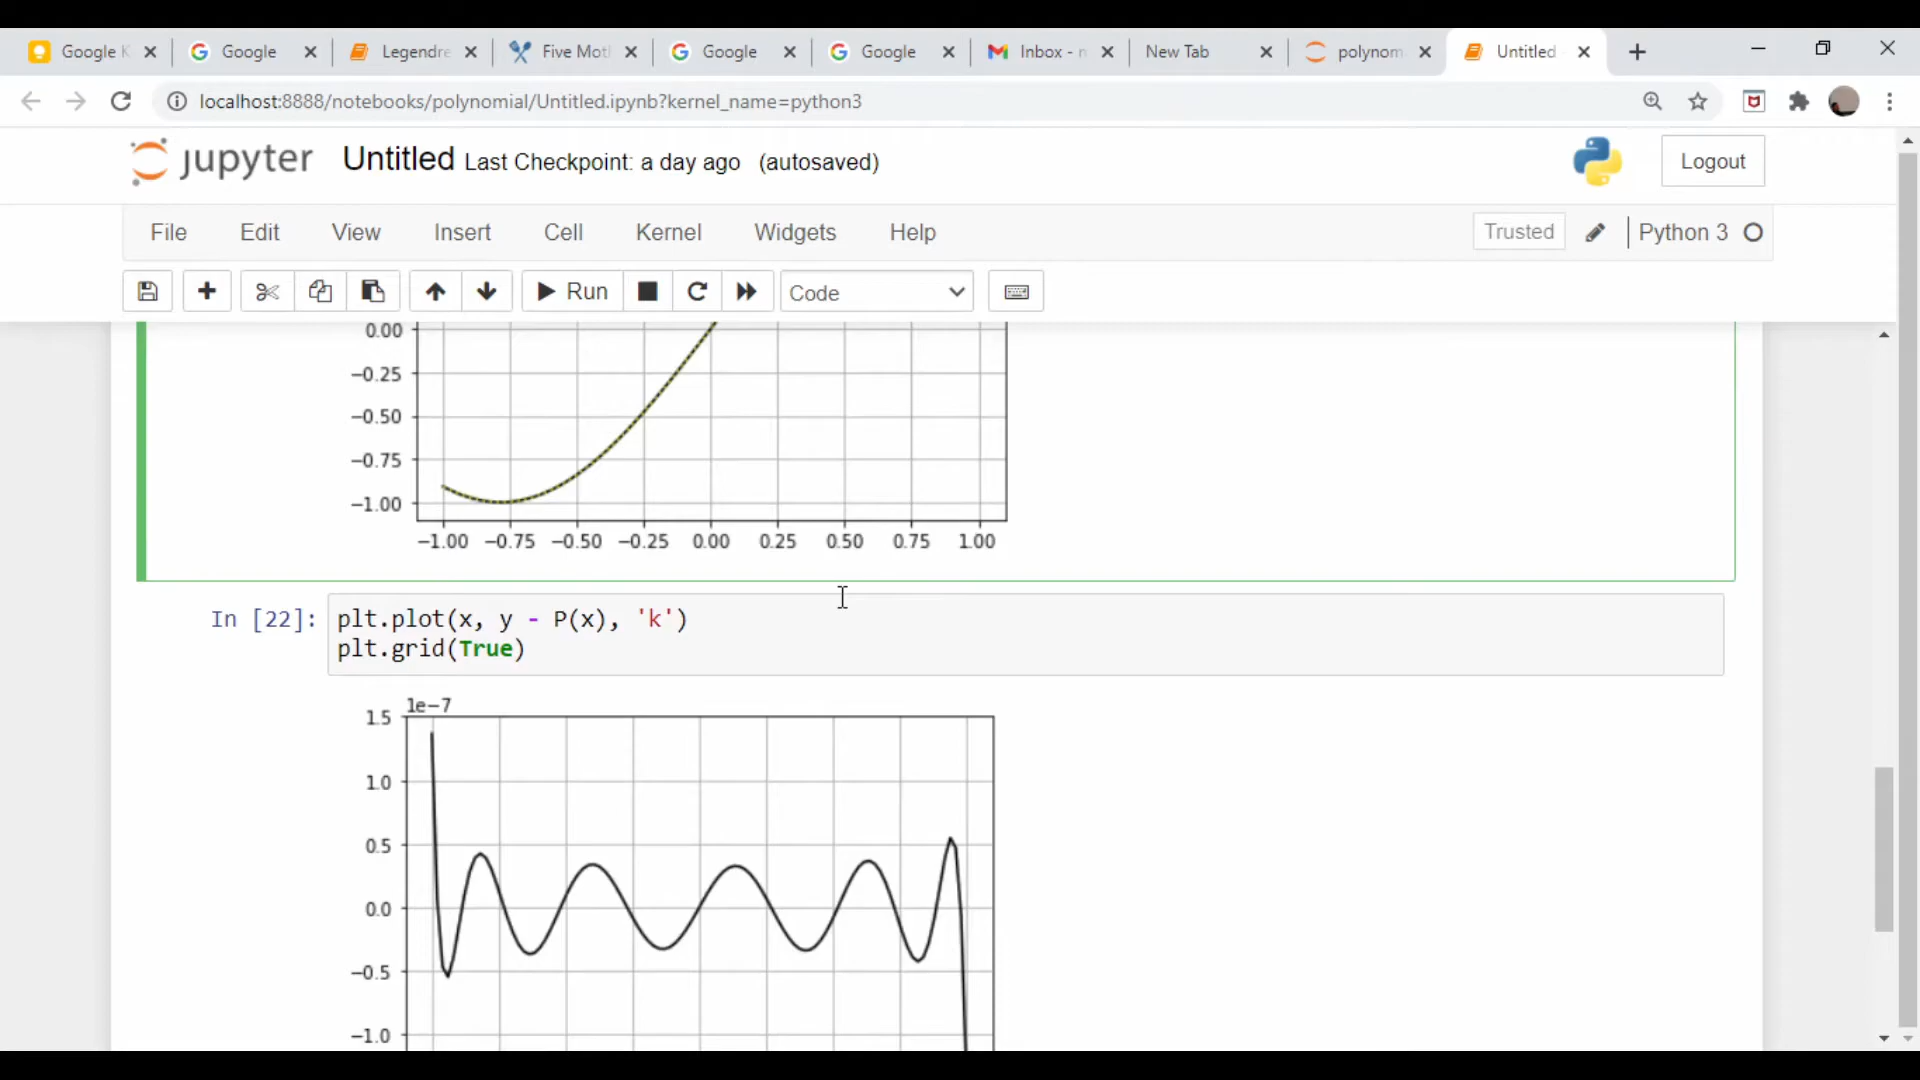 Google K
Google
Legendre
Five Moth
Google
Google
Inbox - n
New Tab
polynom
Untitled
localhost:8888/notebooks/polynomial/Untitled.ipynb?kernel_name=python3
jupyter
Untitled Last Checkpoint: a day ago (autosaved)
Logout
File
Edit
View
Insert
Cell
Kernel
Widgets
Help
Trusted
Python 3
Run
Code
0.00
−0.25
−0.50
−0.75
−1.00
−1.00 −0.75 −0.50 −0.25 0.00 0.25 0.50 0.75 1.00
In [22]:
plt.plot(x, y - P(x), 'k')
plt.grid(True)
1e−7
1.5
1.0
0.5
0.0
−0.5
−1.0